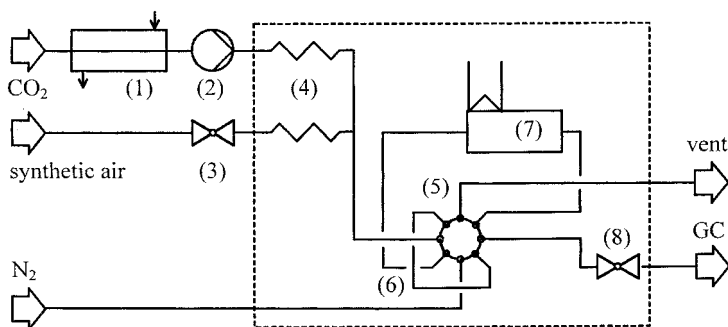 CO₂
(1)
(2)
(4)
synthetic air
(3)
(7)
vent
(5)
GC
(8)
N₂
(6)